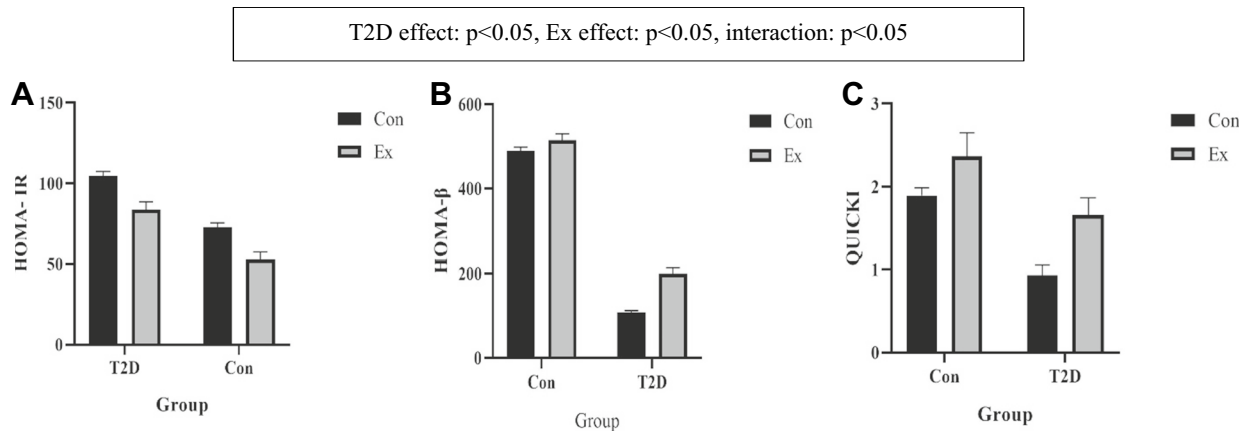 T2D effect: p<0.05, Ex effect: p<0.05, interaction: p<0.05
A
HOMA- IR
150
100
50
0
T2D
Con
Group
Con
Ex
B
HOMA-β
600
400
200
0
Con
T2D
Group
Con
Ex
C
QUICKI
3
2
1
0
Con
T2D
Group
Con
Ex